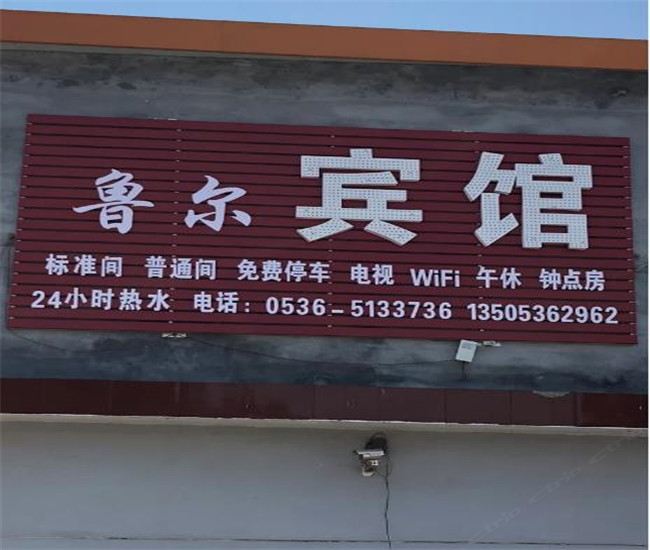 鲁尔宾馆
标准间 普通间 免费停车 电视 WiFi 午休 钟点房
24小时热水 电话：0536-5133736 13505362962